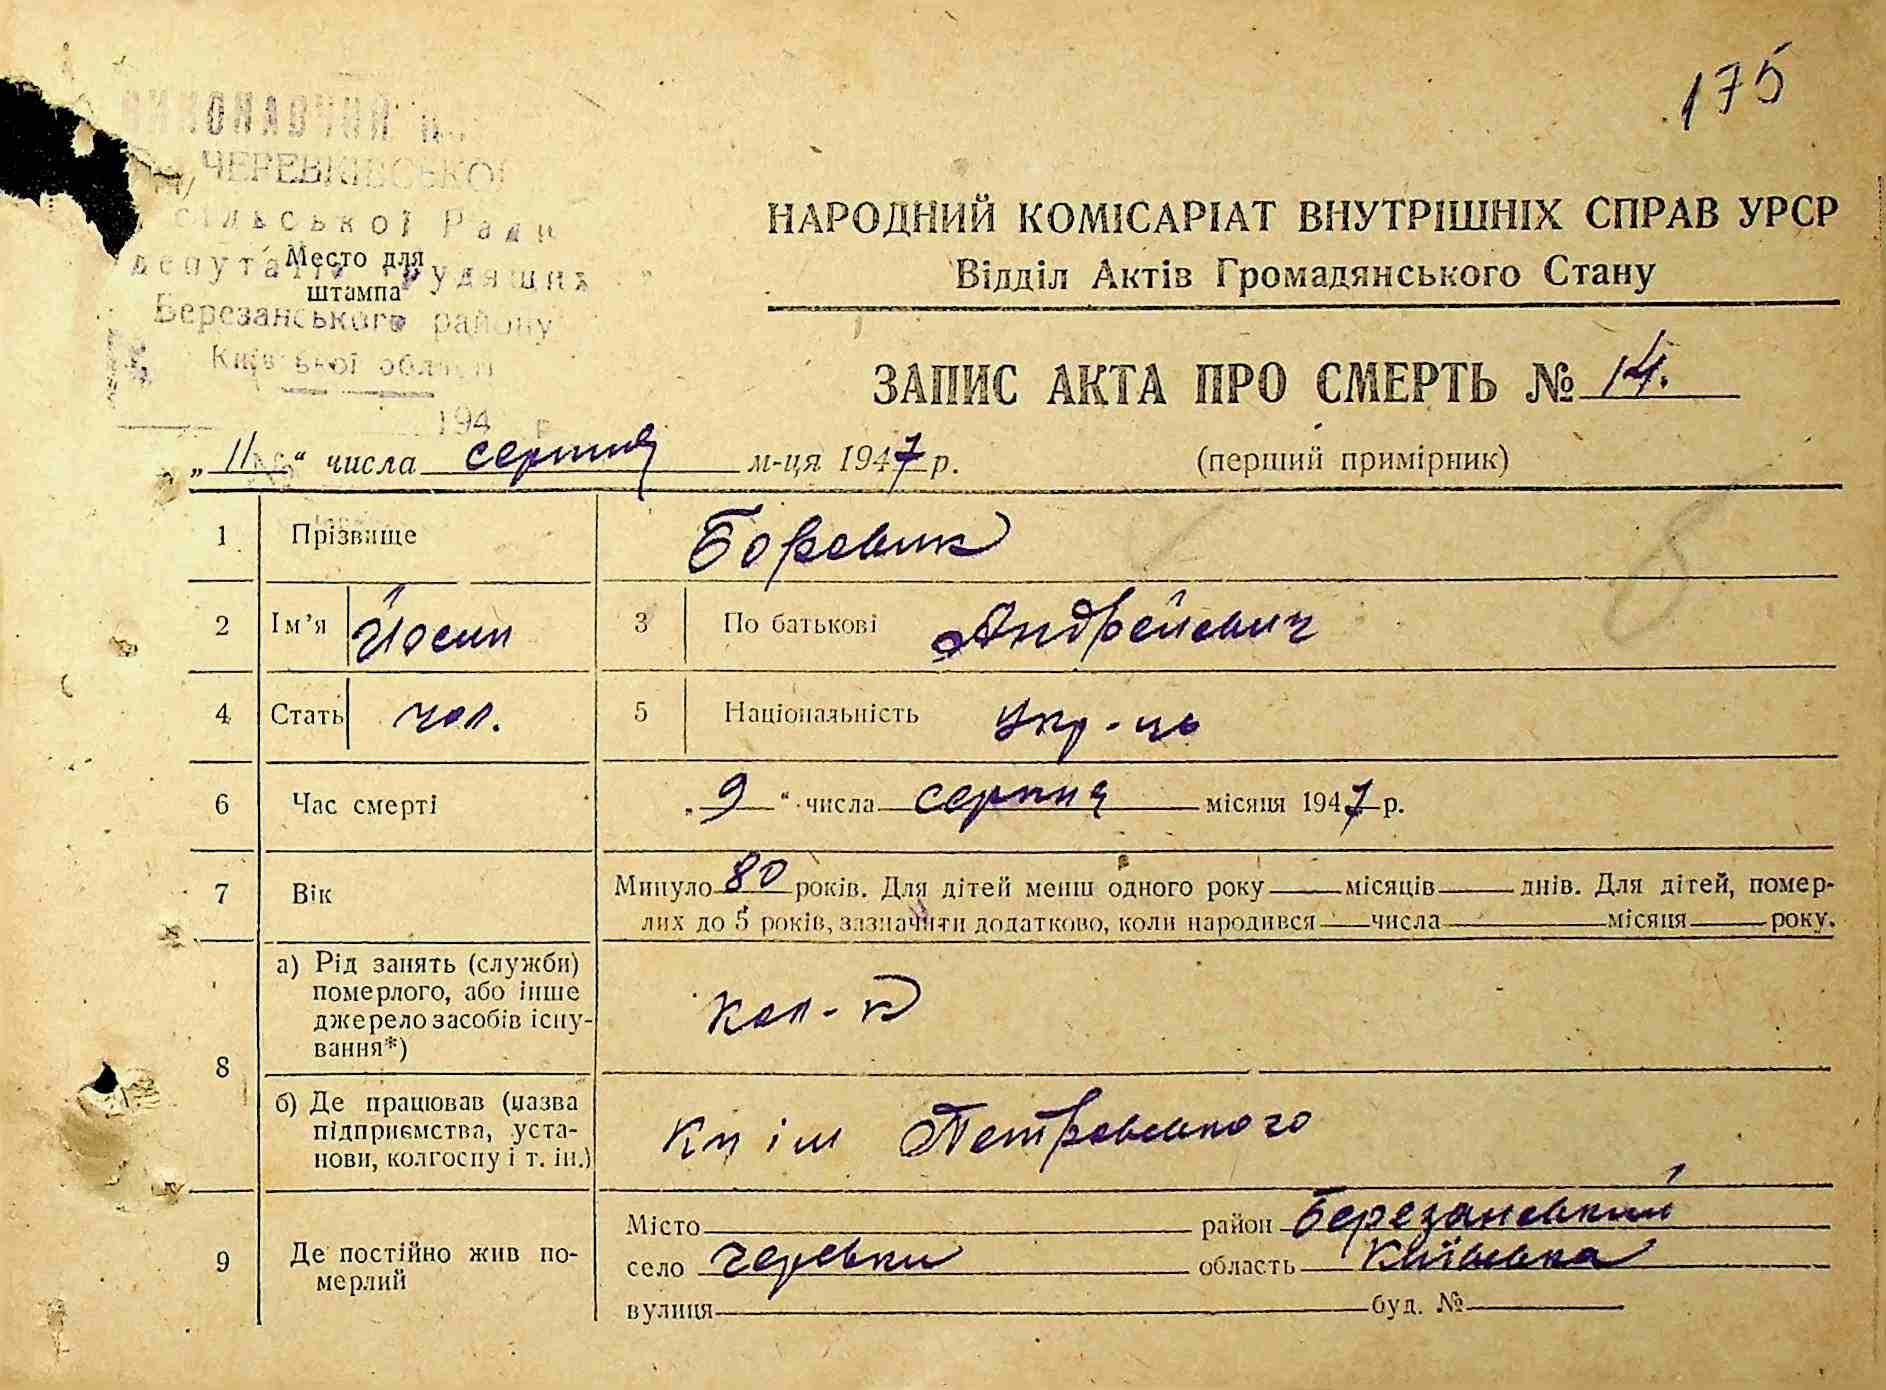 175
ВИКОНАВЧИЙ
ЧЕРЕВКІВСЬКОЇ
сільської Ради
депутатів трудящих
Место для
штампа
Березанського району
Київської області
194 р
НАРОДНИЙ КОМІСАРІАТ ВНУТРІШНІХ СПРАВ УРСР
Відділ Актів Громадянського Стану
ЗАПИС АКТА ПРО СМЕРТЬ № 14.
„11“ числа серпня м-ця 1947 р.
(перший примірник)
1 Прізвище Боровик
2 Ім’я Йосип 3 По батькові Андрейович
4 Стать чол. 5 Національність Укр-ць
6 Час смерті „9“ числа серпня місяця 1947 р.
7 Вік Минуло 80 років. Для дітей менш одного року місяців днів. Для дітей, помер-
лих до 5 років, зазначити додатково, коли народився числа місяця року.
8 а) Рід занять (служби)
померлого, або інше
джерело засобів існу-
вання*)
кол-к
б) Де працював (назва
підприємства, уста-
нови, колгоспу і т. ін.)
Кп ім Петровського
9 Де постійно жив по-
мерлий
Місто район Березанський
село Черевки область Київська
вулиця буд. №